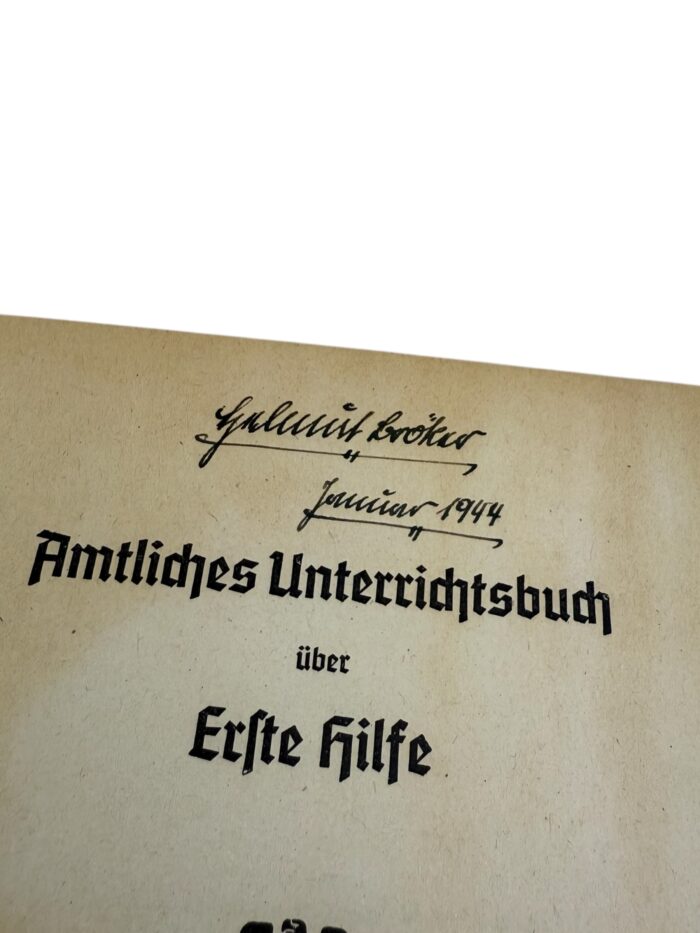 Helmut Bröker
Januar 1944
Amtliches Unterrichtsbuch
über
Erste Hilfe